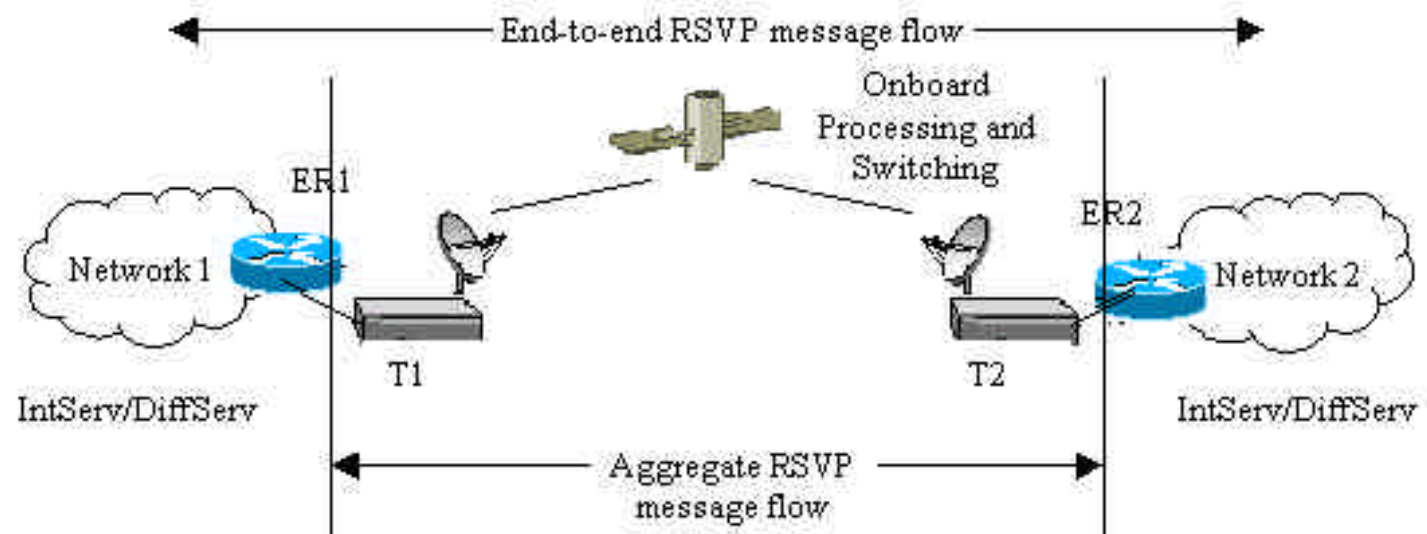 End-to-end RSVP message flow
Onboard
Processing and
Switching
ER1
ER2
Network 1
Network 2
T1
T2
IntServ/DiffServ
IntServ/DiffServ
Aggregate RSVP
message flow